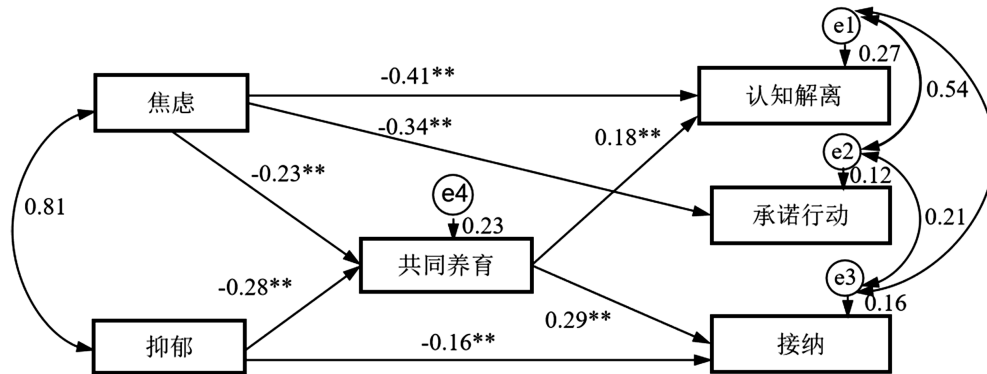 e1
-0.41**
0.27
焦虑
认知解离
0.54
-0.34**
0.18**
e2
-0.23**
0.12
e4
0.81
0.23
承诺行动
0.21
共同养育
e3
-0.28**
0.29**
0.16
抑郁
-0.16**
接纳